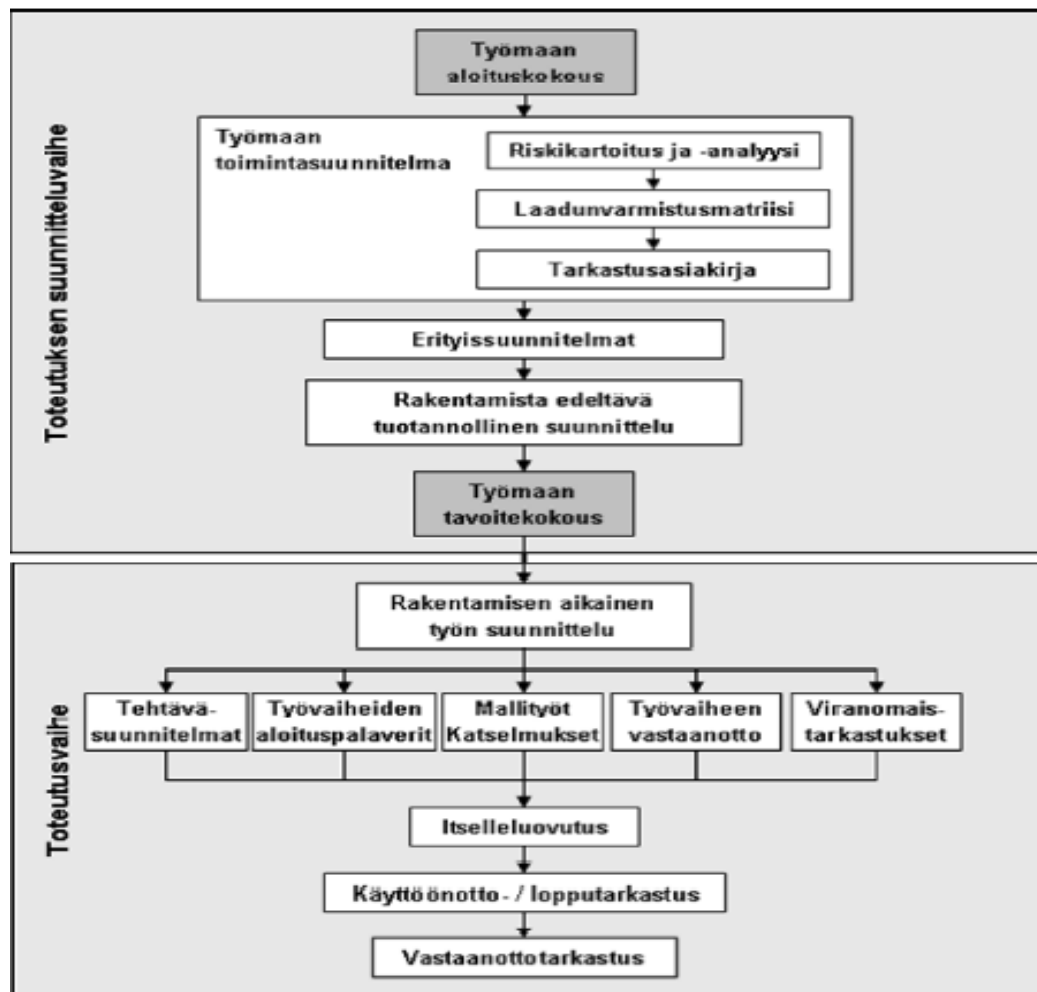 Toteutuksen suunnitteluvaihe
Työmaan
aloituskokous
Työmaan
toimintasuunnitelma
Riskikartoitus ja -analyysi
Laadunvarmistusmatriisi
Tarkastusasiakirja
Erityissuunnitelmat
Rakentamista edeltävä
tuotannollinen suunnittelu
Työmaan
tavoitekokous
Toteutusvaihe
Rakentamisen aikainen
työn suunnittelu
Tehtävä-
suunnitelmat
Työvaiheiden
aloituspalaverit
Mallityöt
Katselmukset
Työvaiheen
vastaanotto
Viranomais-
tarkastukset
Itselleluovutus
Käyttöönotto- / lopputarkastus
Vastaanottotarkastus